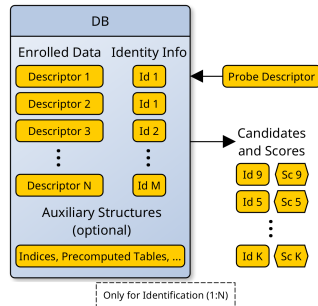 DB
Enrolled Data Identity Info
Descriptor 1 Id 1
Descriptor 2 Id 1
Descriptor 3 Id 2
Descriptor N Id M
Auxiliary Structures
(optional)
Indices, Precomputed Tables, ...
Probe Descriptor
Candidates
and Scores
Id 9 Sc 9
Id 5 Sc 5
Id K Sc K
Only for Identification (1:N)